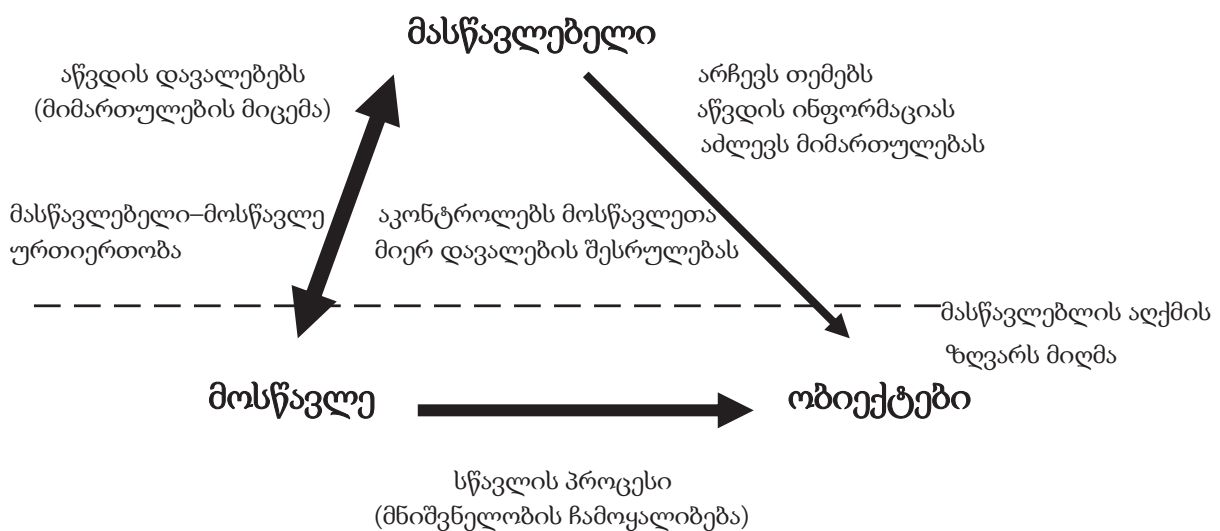 მასწავლებელი
აწვდის დავალებებს
(მიმართულების მიცემა)
არჩევს თემებს
აწვდის ინფორმაციას
აძლევს მიმართულებას
მასწავლებელი–მოსწავლე
ურთიერთობა
აკონტროლებს მოსწავლეთა
მიერ დავალების შესრულებას
მასწავლებლის აღქმის
ზღვარს მიღმა
მოსწავლე
ობიექტები
სწავლის პროცესი
(მნიშვნელობის ჩამოყალიბება)